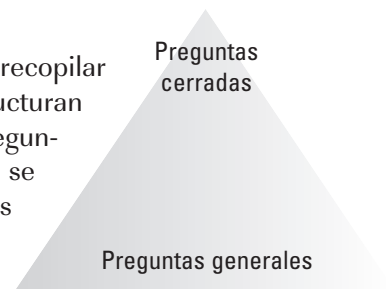 recopilar
ucturan
egun-
se
s
Preguntas
cerradas
Preguntas generales